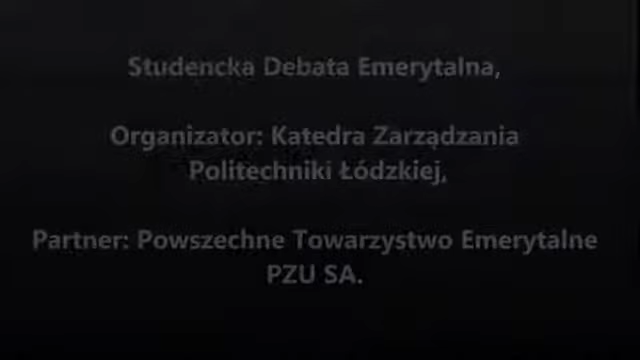 Studencka Debata Emerytalna,
Organizator: Katedra Zarządzania
Politechniki Łódzkiej,
Partner: Powszechne Towarzystwo Emerytalne
PZU SA.